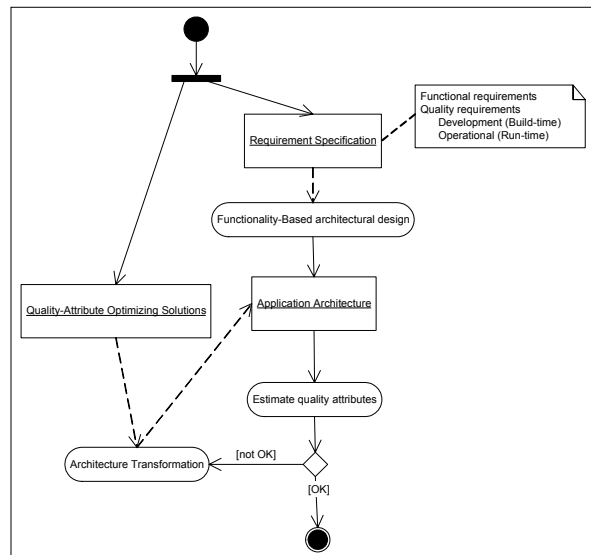 Functional requirements
Quality requirements
Development (Build-time)
Operational (Run-time)
Requirement Specification
Functionality-Based architectural design
Quality-Attribute Optimizing Solutions
Application Architecture
Estimate quality attributes
Architecture Transformation
[not OK]
[OK]